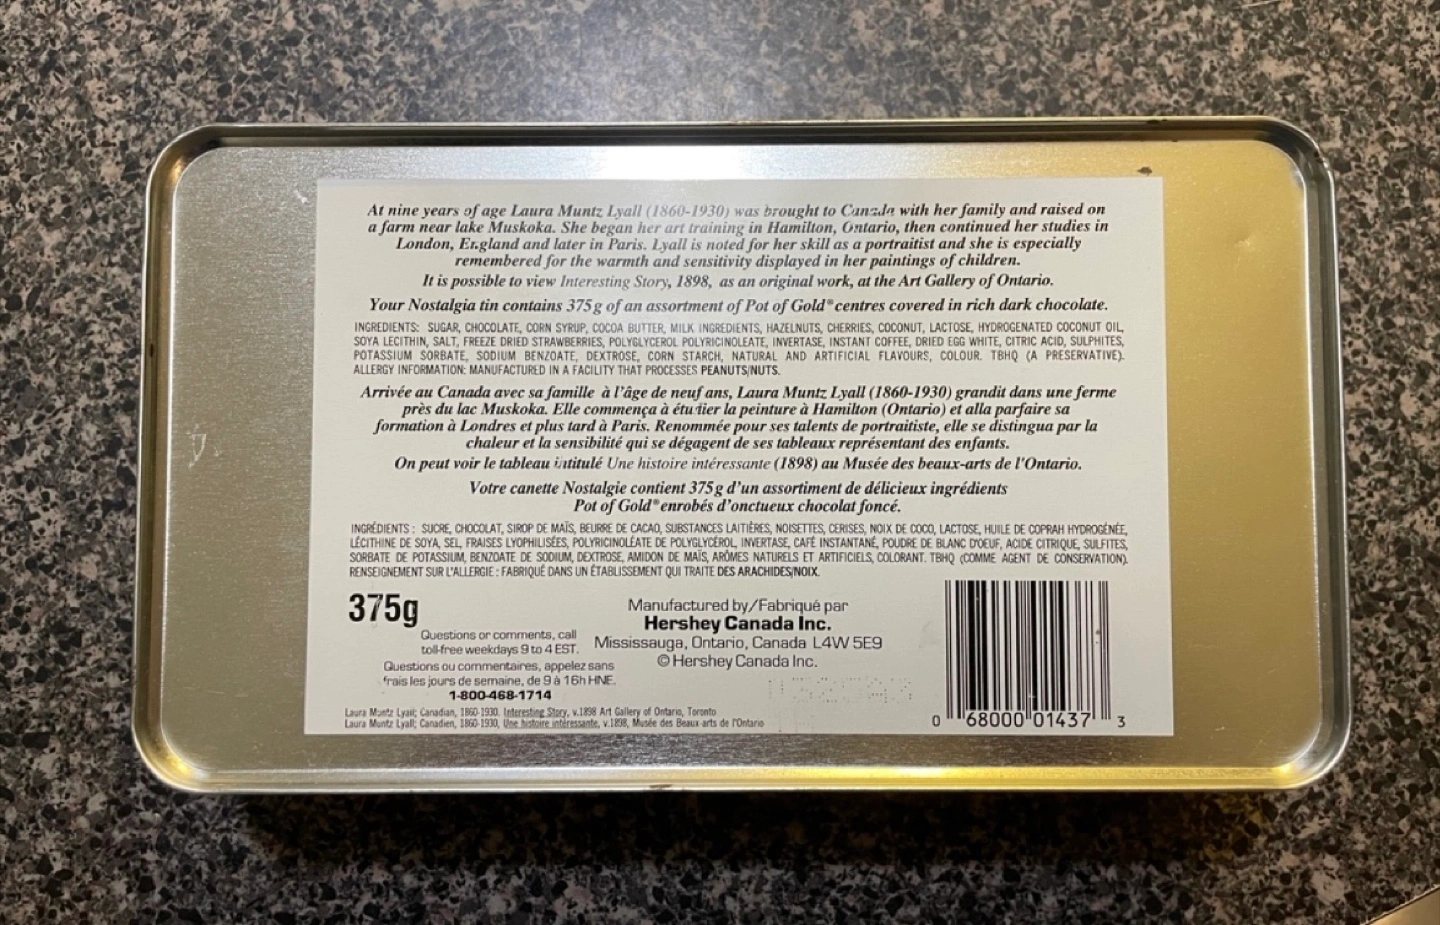 At nine years of age Laura Muntz Lyall (1860-1930) was brought to Canada with her family and raised on
a farm near lake Muskoka. She began her art training in Hamilton, Ontario, then continued her studies in
London, England and later in Paris. Lyall is noted for her skill as a portraitist and she is especially
remembered for the warmth and sensitivity displayed in her paintings of children.
It is possible to view Interesting Story, 1898, as an original work, at the Art Gallery of Ontario.
Your Nostalgia tin contains 375g of an assortment of Pot of Gold® centres covered in rich dark chocolate.
INGREDIENTS: SUGAR, CHOCOLATE, CORN SYRUP, COCOA BUTTER, MILK INGREDIENTS, HAZELNUTS, CHERRIES, COCONUT, LACTOSE, HYDROGENATED COCONUT OIL,
SOYA LECITHIN, SALT, FREEZE DRIED STRAWBERRIES, POLYGLYCEROL POLYRICINOLEATE, INVERTASE, INSTANT COFFEE, DRIED EGG WHITE, CITRIC ACID, SULPHITES,
POTASSIUM SORBATE, SODIUM BENZOATE, DEXTROSE, CORN STARCH, NATURAL AND ARTIFICIAL FLAVOURS, COLOUR. TBHQ (A PRESERVATIVE).
ALLERGY INFORMATION: MANUFACTURED IN A FACILITY THAT PROCESSES PEANUTS/NUTS.
Arrivée au Canada avec sa famille à l'âge de neuf ans, Laura Muntz Lyall (1860-1930) grandit dans une ferme
près du lac Muskoka. Elle commença à étudier la peinture à Hamilton (Ontario) et alla parfaire sa
formation à Londres et plus tard à Paris. Renommée pour ses talents de portraitiste, elle se distingua par la
chaleur et la sensibilité qui se dégagent de ses tableaux représentant des enfants.
On peut voir le tableau intitulé Une histoire intéressante (1898) au Musée des beaux-arts de l'Ontario.
Votre canette Nostalgie contient 375g d'un assortiment de délicieux ingrédients
Pot of Gold® enrobés d'onctueux chocolat foncé.
INGRÉDIENTS : SUCRE, CHOCOLAT, SIROP DE MAÏS, BEURRE DE CACAO, SUBSTANCES LAITIÈRES, NOISETTES, CERISES, NOIX DE COCO, LACTOSE, HUILE DE COPRAH HYDROGÉNÉE,
LÉCITHINE DE SOYA, SEL, FRAISES LYOPHILISÉES, POLYRICINOLÉATE DE POLYGLYCÉROL, INVERTASE, CAFÉ INSTANTANÉ, POUDRE DE BLANC D'OEUF, ACIDE CITRIQUE, SULFITES,
SORBATE DE POTASSIUM, BENZOATE DE SODIUM, DEXTROSE, AMIDON DE MAÏS, ARÔMES NATURELS ET ARTIFICIELS, COLORANT. TBHQ (COMME AGENT DE CONSERVATION).
RENSEIGNEMENT SUR L'ALLERGIE : FABRIQUÉ DANS UN ÉTABLISSEMENT QUI TRAITE DES ARACHIDES/NOIX.
375g
Questions or comments, call
toll-free weekdays 9 to 4 EST.
Questions ou commentaires, appelez sans
frais les jours de semaine, de 9 à 16h HNE.
1-800-468-1714
Manufactured by/Fabriqué par
Hershey Canada Inc.
Mississauga, Ontario, Canada L4W 5E9
© Hershey Canada Inc.
Laura Muntz Lyall; Canadian, 1860-1930. Interesting Story, v.1898 Art Gallery of Ontario, Toronto
Laura Muntz Lyall; Canadien, 1860-1930, Une histoire intéressante, v.1898, Musée des Beaux-arts de l'Ontario
0 68000 01437 3